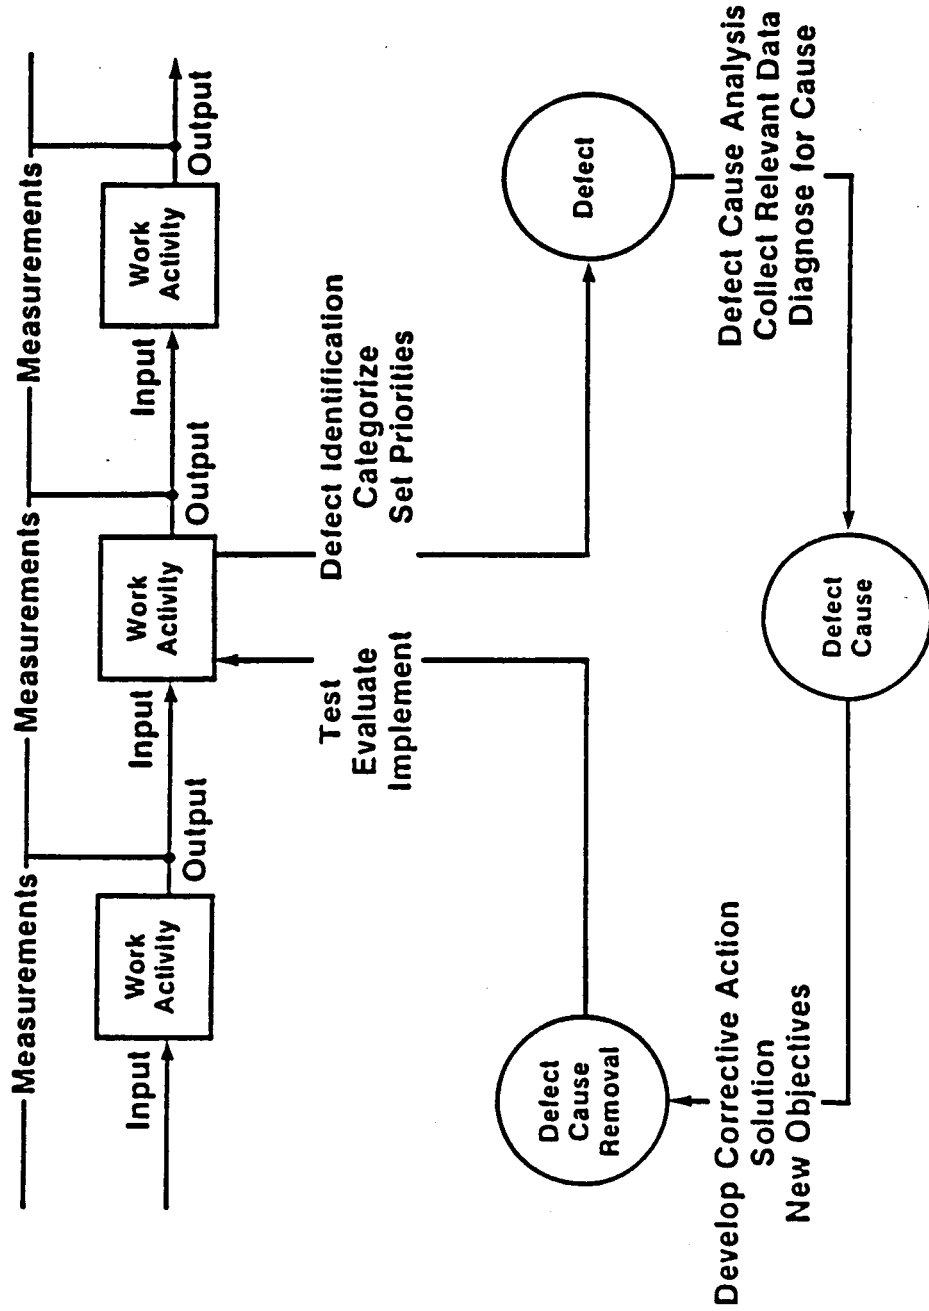 Measurements
Measurements
Measurements
Input
Work
Activity
Output
Input
Work
Activity
Output
Input
Work
Activity
Output
Test
Evaluate
Implement
Defect Identification
Categorize
Set Priorities
Defect
Cause
Removal
Defect
Develop Corrective Action
Solution
New Objectives
Defect Cause Analysis
Collect Relevant Data
Diagnose for Cause
Defect
Cause